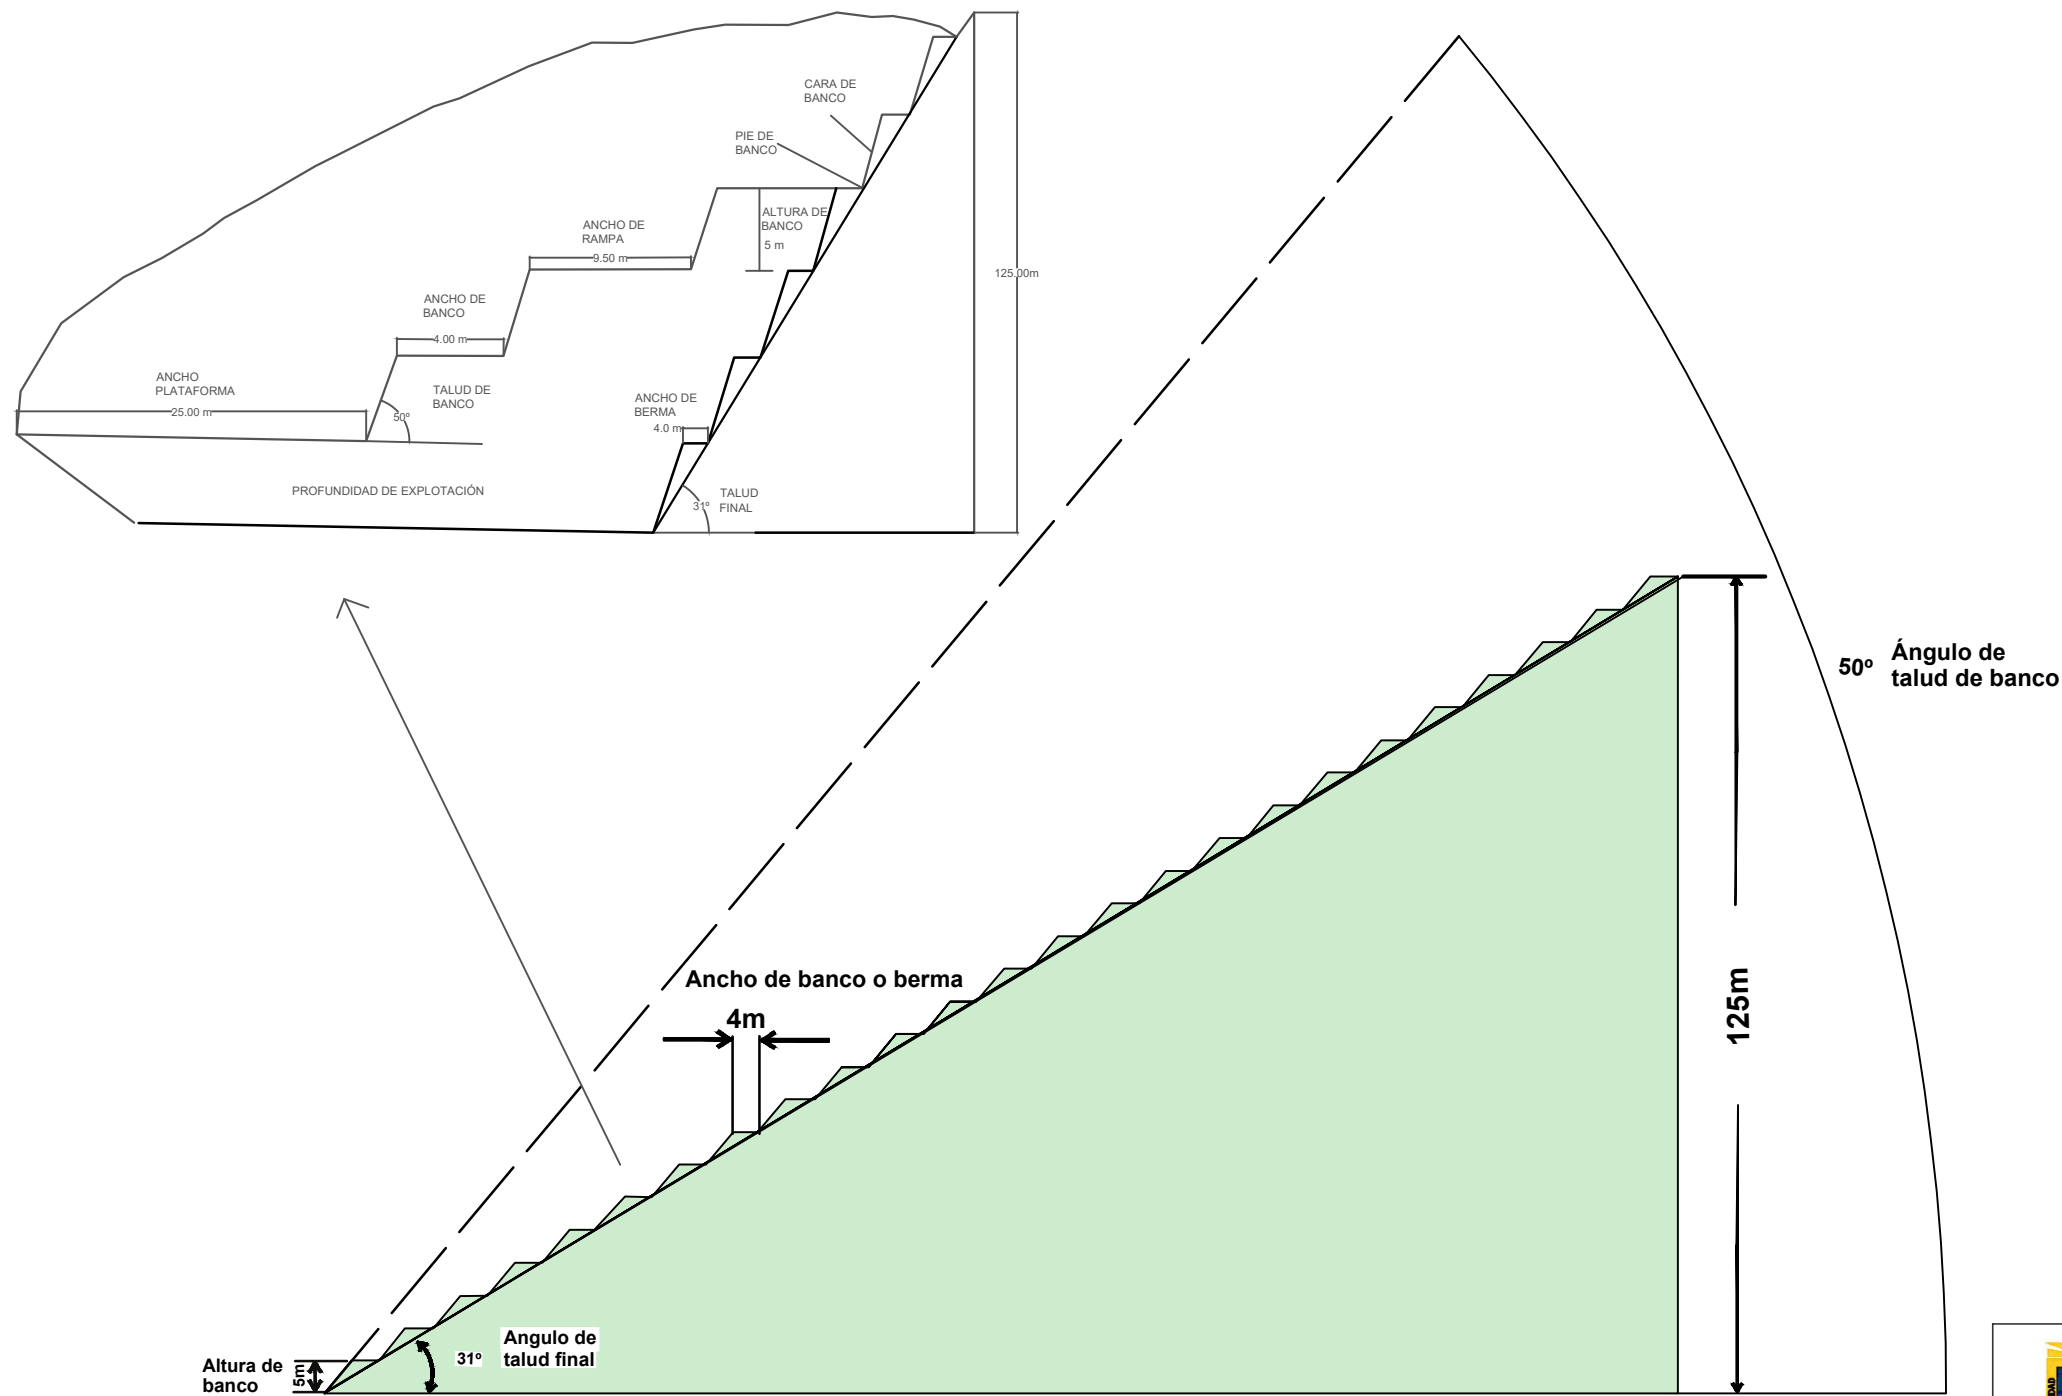 CARA DE
BANCO
PIE DE
BANCO
ALTURA DE
BANCO
5 m
ANCHO DE
RAMPA
9.50 m
125.00m
ANCHO DE
BANCO
4.00 m
ANCHO
PLATAFORMA
25.00 m
TALUD DE
BANCO
50º
ANCHO DE
BERMA
4.0 m
PROFUNDIDAD DE EXPLOTACIÓN
TALUD
FINAL
31º
50º
Ángulo de
talud de banco
Ancho de banco o berma
4m
125m
Angulo de
talud final
31º
Altura de
banco
5m
DAD